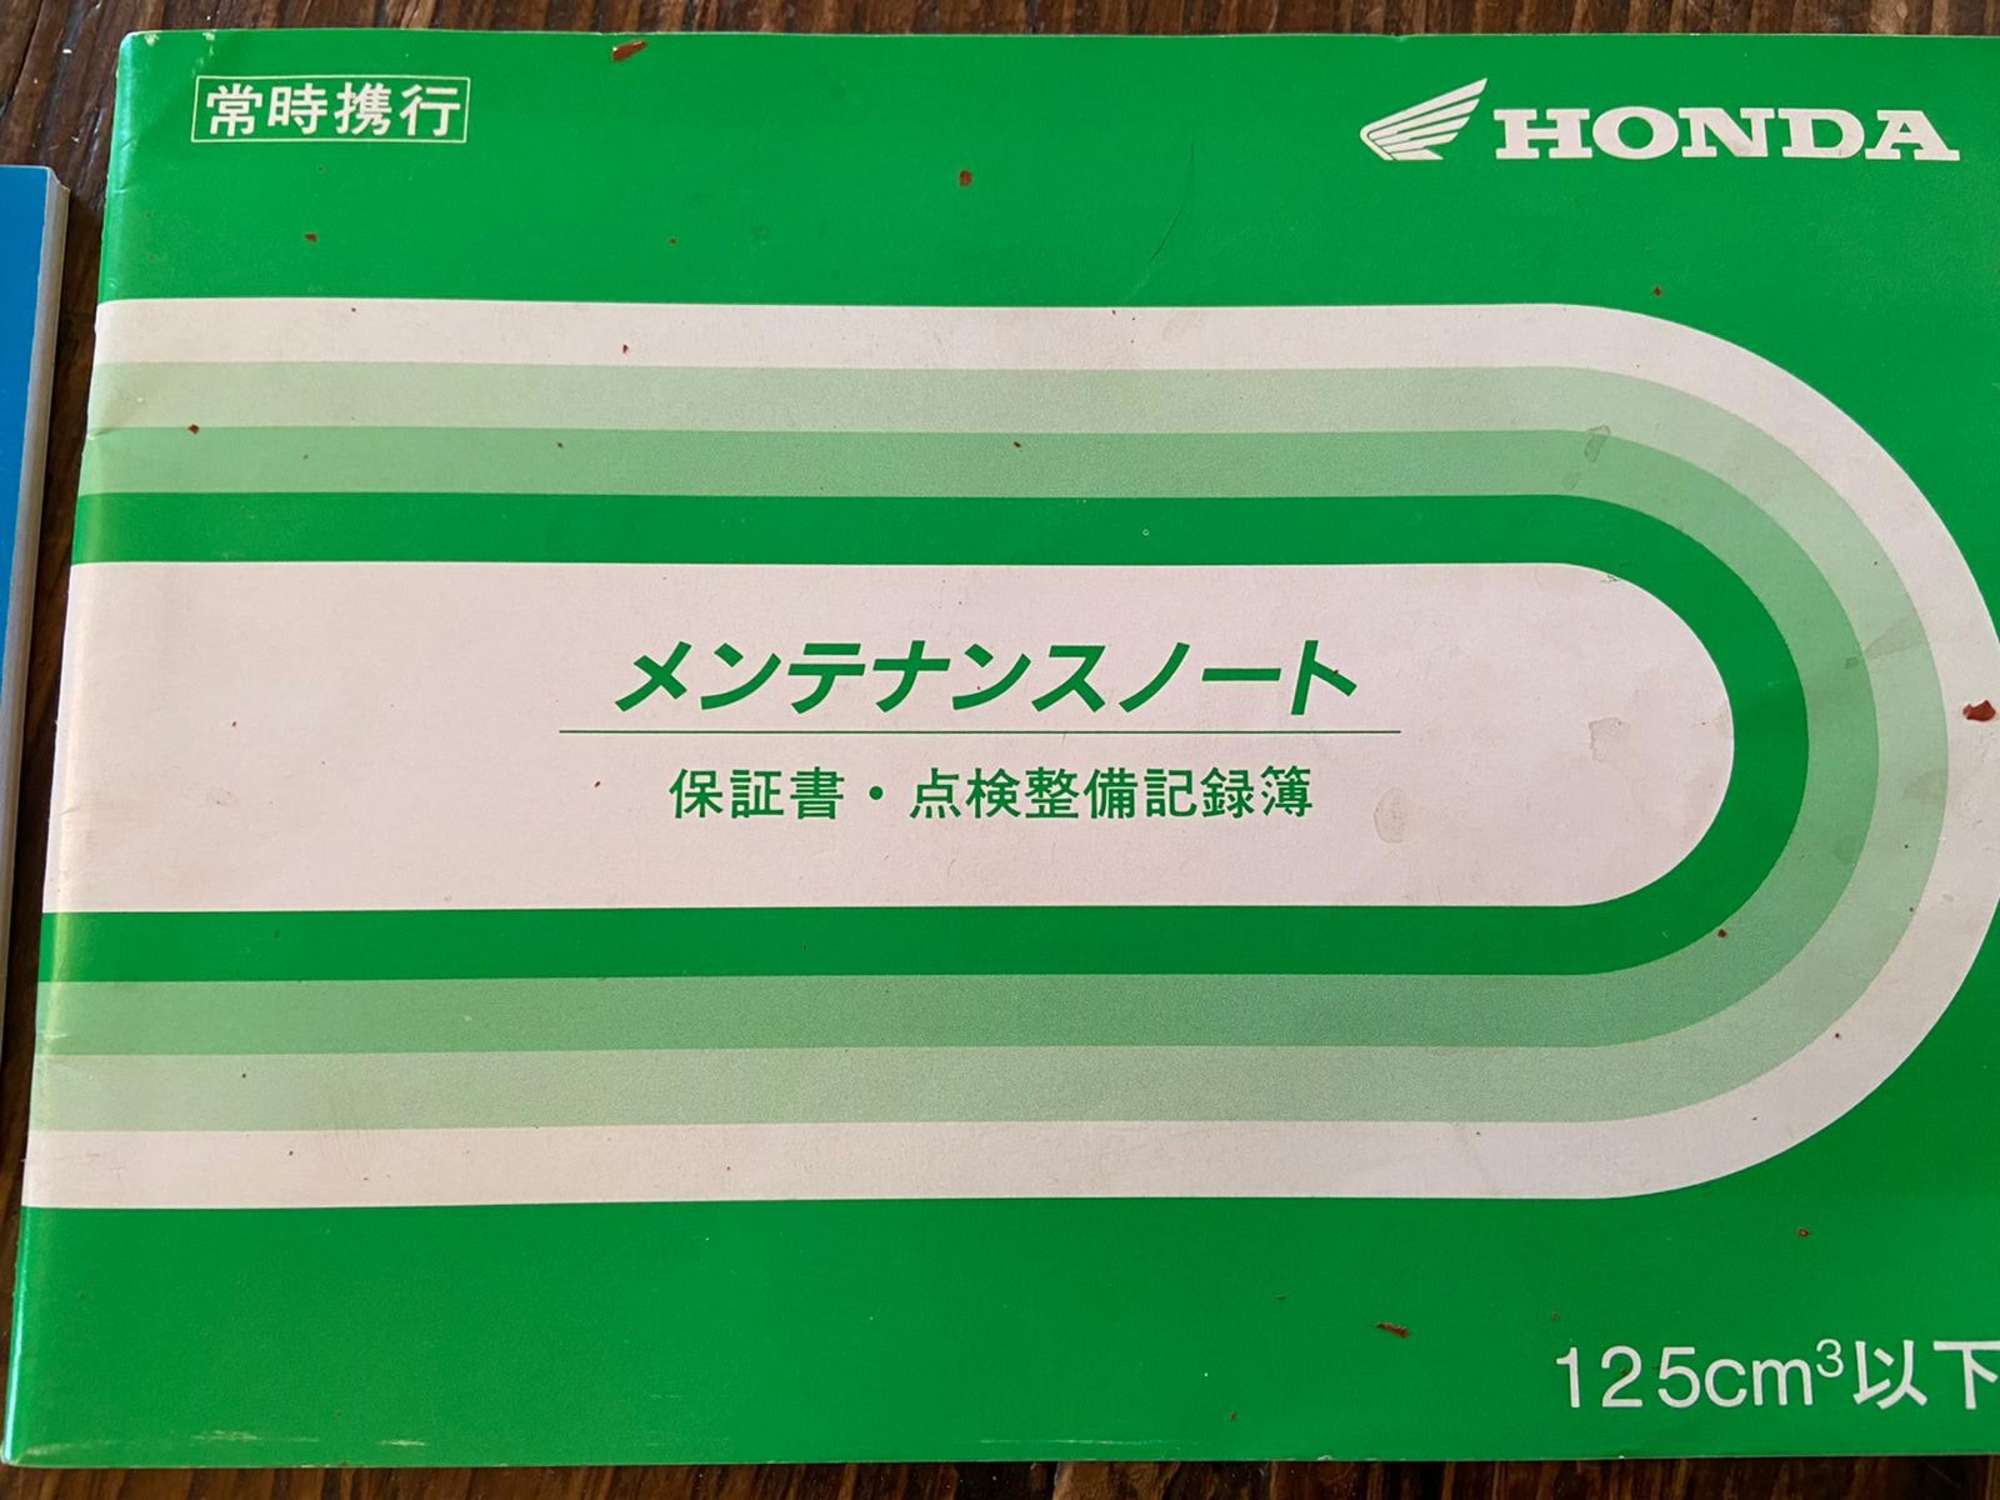 常時携行
HONDA
メンテナンスノート
保証書・点検整備記録簿
125cm³以下